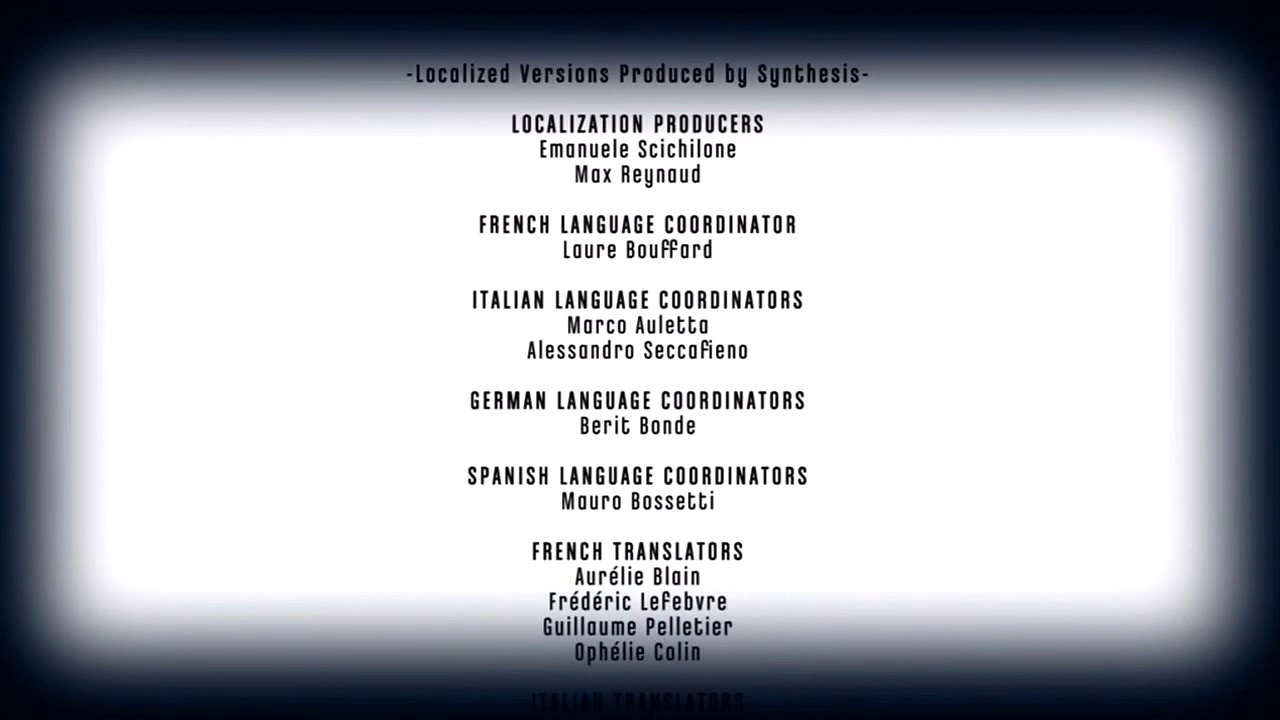 -Localized Versions Produced by Synthesis-
LOCALIZATION PRODUCERS
Emanuele Scichilone
Max Reynaud
FRENCH LANGUAGE COORDINATOR
Laure Bouffard
ITALIAN LANGUAGE COORDINATORS
Marco Auletta
Alessandro Seccafieno
GERMAN LANGUAGE COORDINATORS
Berit Bonde
SPANISH LANGUAGE COORDINATORS
Mauro Bossetti
FRENCH TRANSLATORS
Aurélie Blain
Frédéric Lefebvre
Guillaume Pelletier
Ophélie Colin
ITALIAN TRANSLATORS